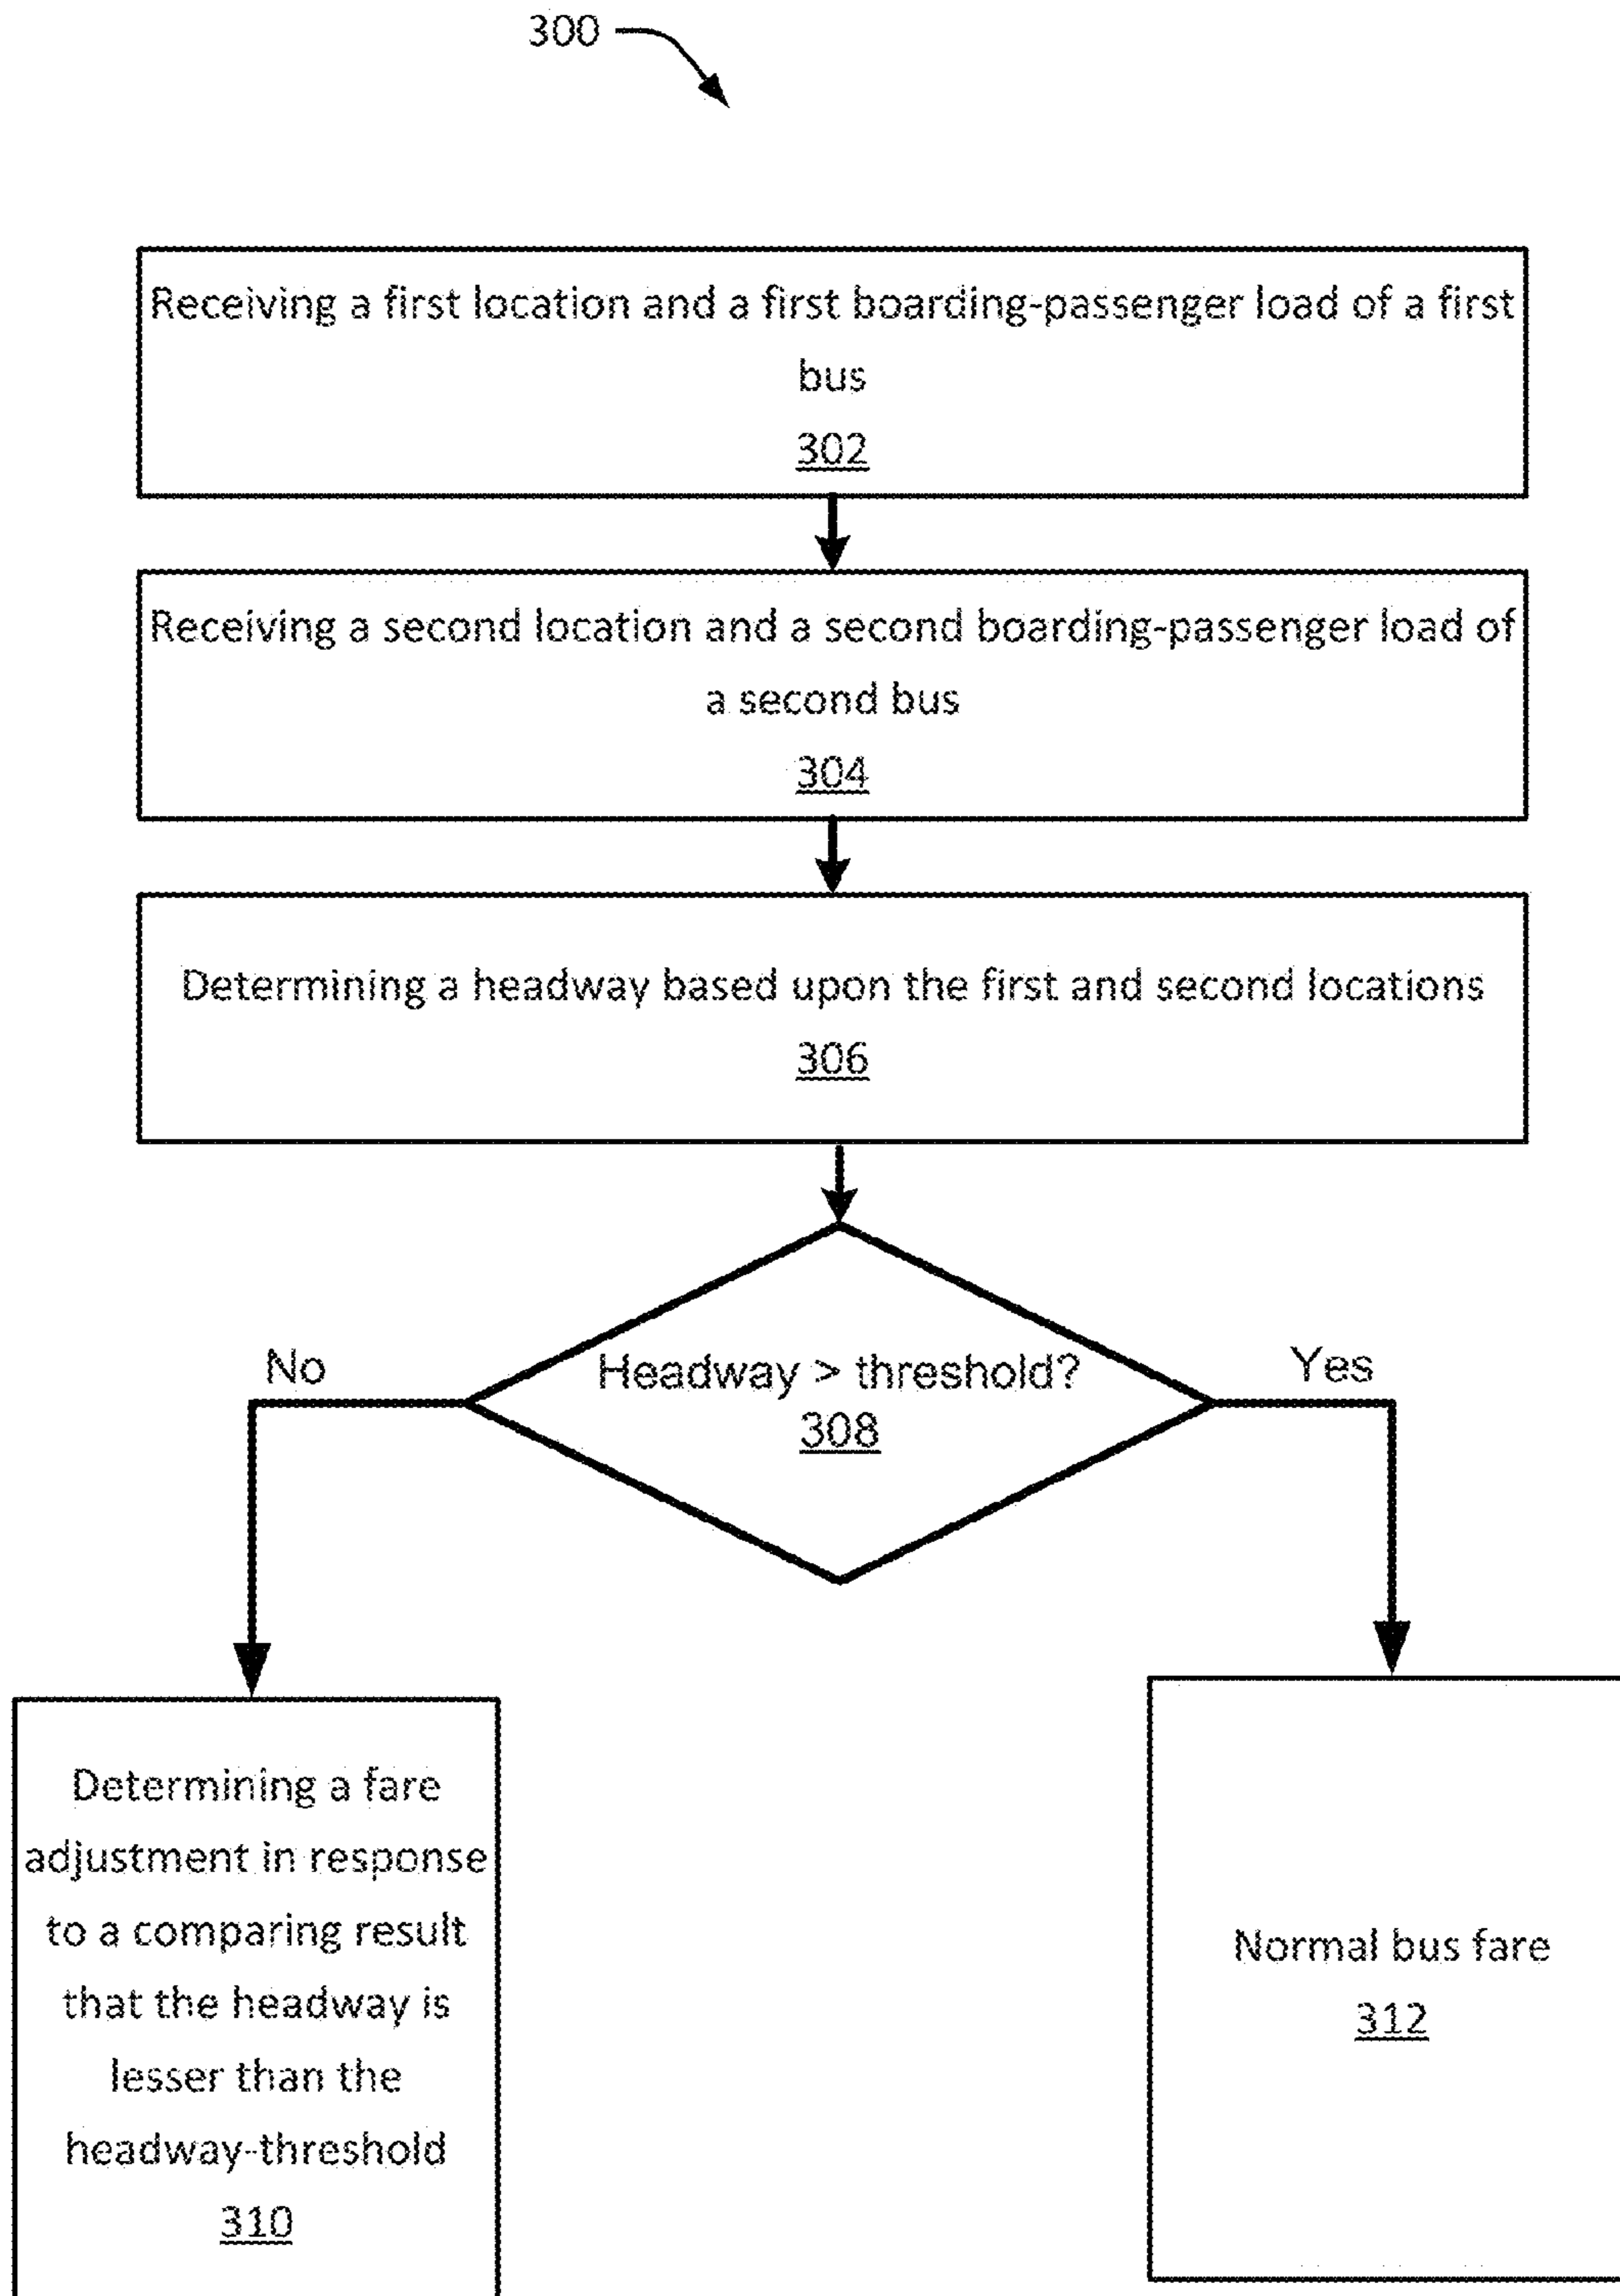 300
Receiving a first location and a first boarding-passenger load of a first
bus
302
Receiving a second location and a second boarding-passenger load of
a second bus
304
Determining a headway based upon the first and second locations
306
Headway > threshold?
308
No
Yes
Determining a fare
adjustment in response
to a comparing result
that the headway is
lesser than the
headway-threshold
310
Normal bus fare
312